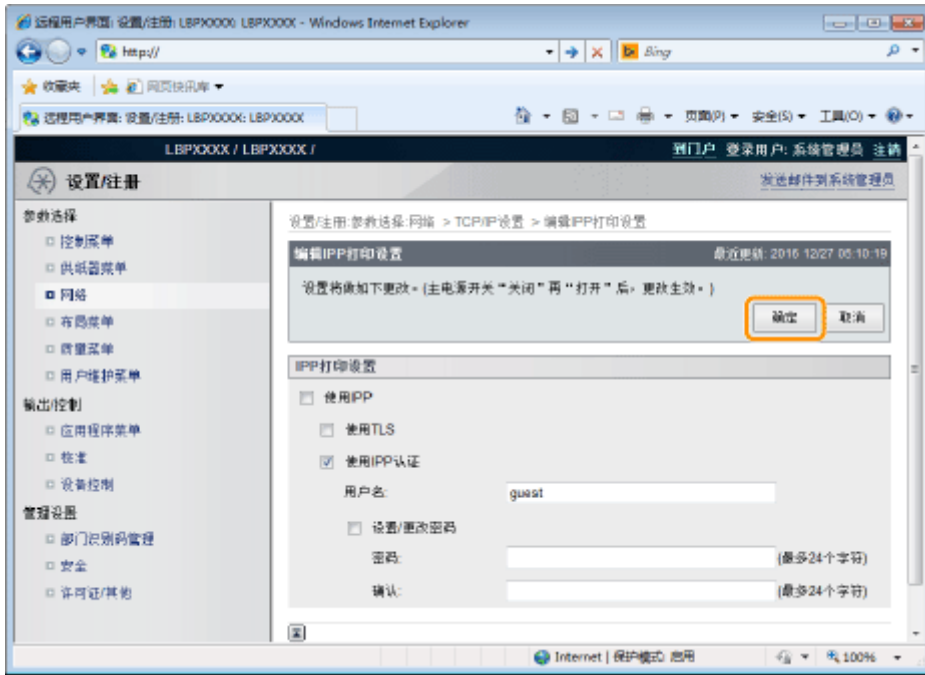 远程用户界面: 设置/注册: LBPXXXX: LBPXXXX - Windows Internet Explorer
http://
Bing
收藏夹 网页快讯库
远程用户界面: 设置/注册: LBPXXXX: LBPXXXX 页面(P) 安全(S) 工具(O)
LBPXXXX / LBPXXXX / 到门户 登录用户: 系统管理员 注销
设置/注册 发送邮件到系统管理员
参数选择
控制菜单
供纸器菜单
网络
布局菜单
质量菜单
用户维护菜单
输出/控制
应用程序菜单
校准
设备控制
管理设置
部门识别码管理
安全
许可证/其他
设置/注册:参数选择:网络 > TCP/IP设置 > 编辑IPP打印设置
编辑IPP打印设置 最近更新: 2016 12/27 05:10:19
设置将做如下更改。(主电源开关“关闭”再“打开”后，更改生效。)
确定 取消
IPP打印设置
使用IPP
使用TLS
使用IPP认证
用户名: guest
设置/更改密码
密码: (最多24个字符)
确认: (最多24个字符)
Internet | 保护模式: 启用 100%